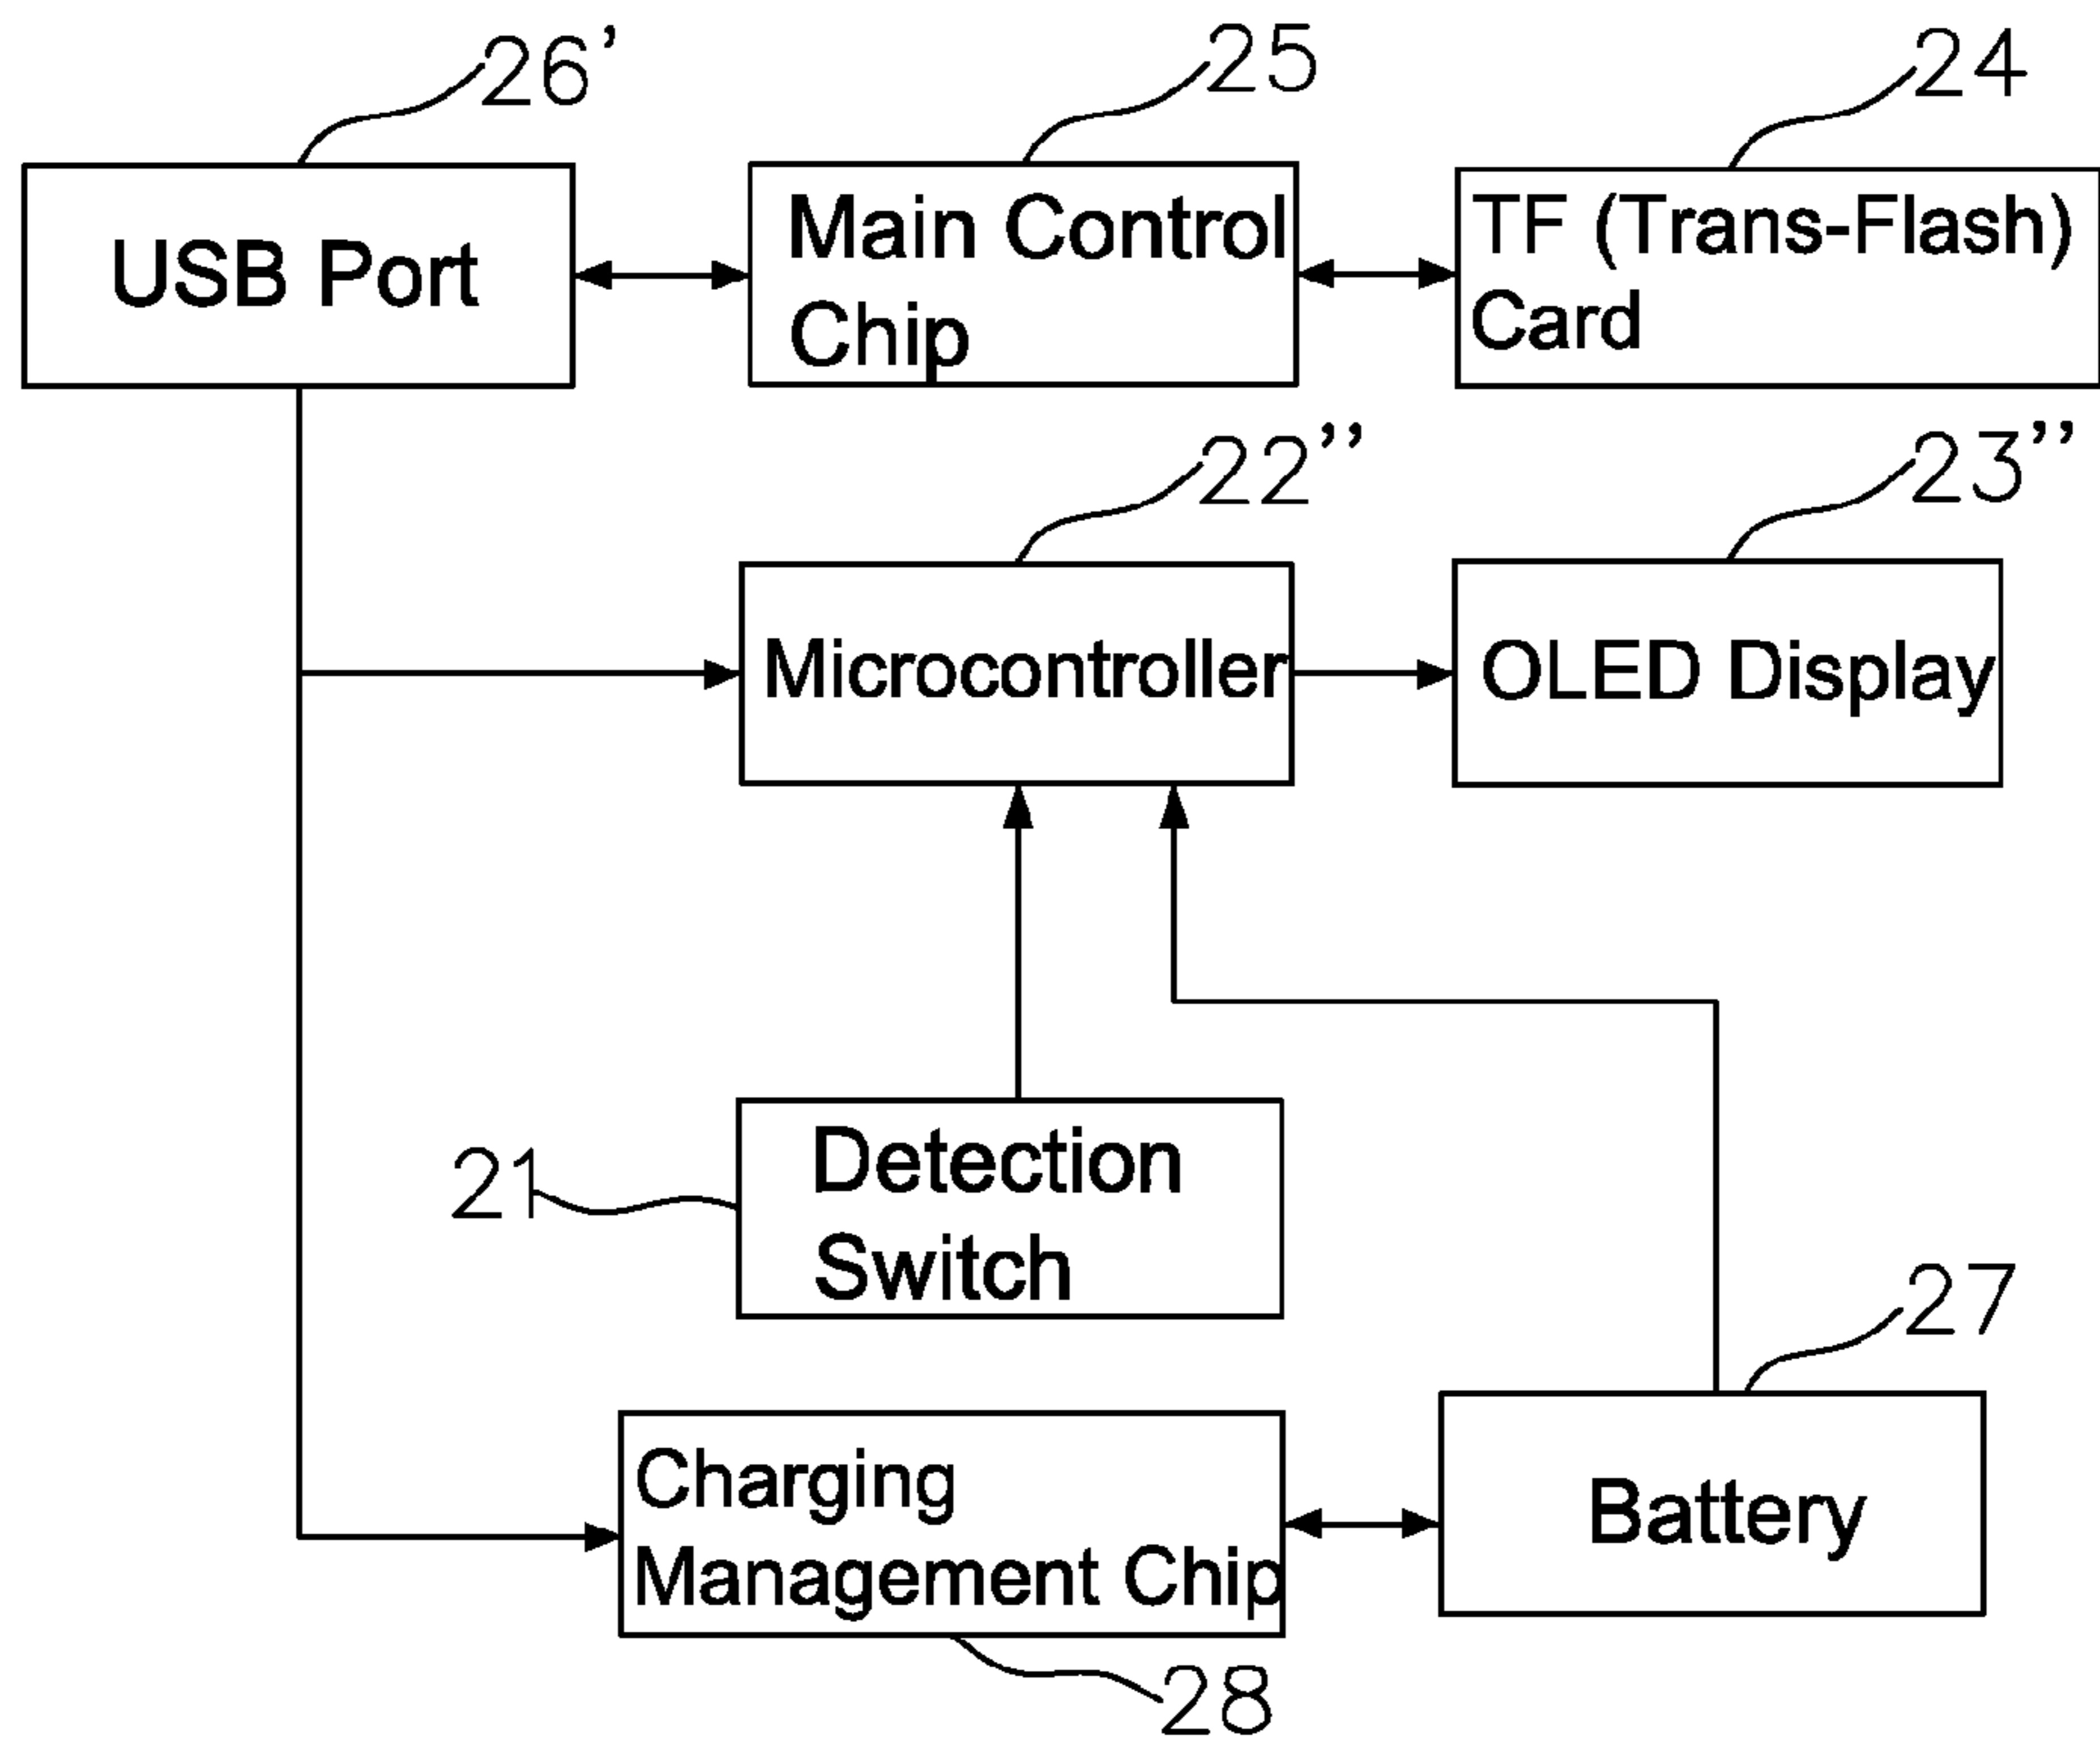 26’
25
24
USB Port
Main Control
Chip
TF (Trans-Flash)
Card
22’’
23’’
Microcontroller
OLED Display
21
Detection
Switch
27
Charging
Management Chip
Battery
28